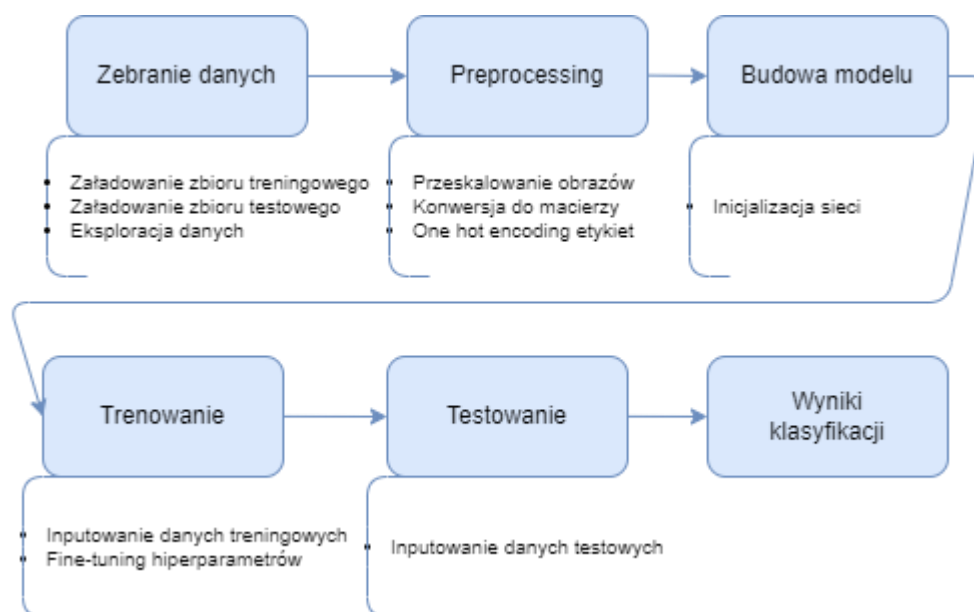 Zebranie danych
Preprocessing
Budowa modelu
Załadowanie zbioru treningowego
Załadowanie zbioru testowego
Eksploracja danych
Przeskalowanie obrazów
Konwersja do macierzy
One hot encoding etykiet
Inicjalizacja sieci
Trenowanie
Testowanie
Wyniki
klasyfikacji
Inputowanie danych treningowych
Fine-tuning hiperparametrów
Inputowanie danych testowych